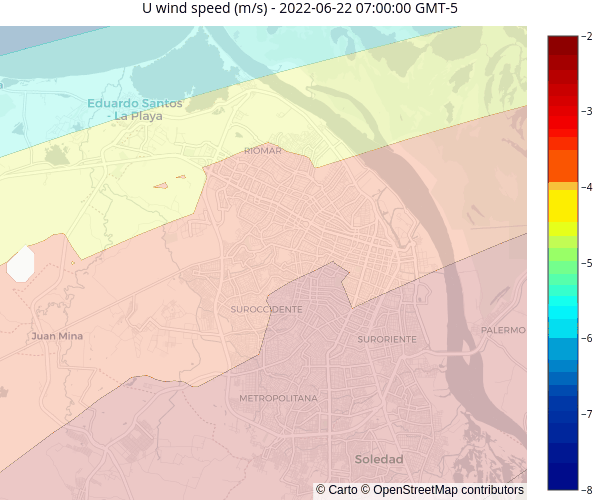 U wind speed (m/s) - 2022-06-22 07:00:00 GMT-5
−2
Eduardo Santos
- La Playa
−3
RIOMAR
−4
−5
SUROCCIDENTE
Juan Mina
SURORIENTE
PALERMO
−6
METROPOLITANA
−7
Soledad
© Carto © OpenStreetMap contributors
−8